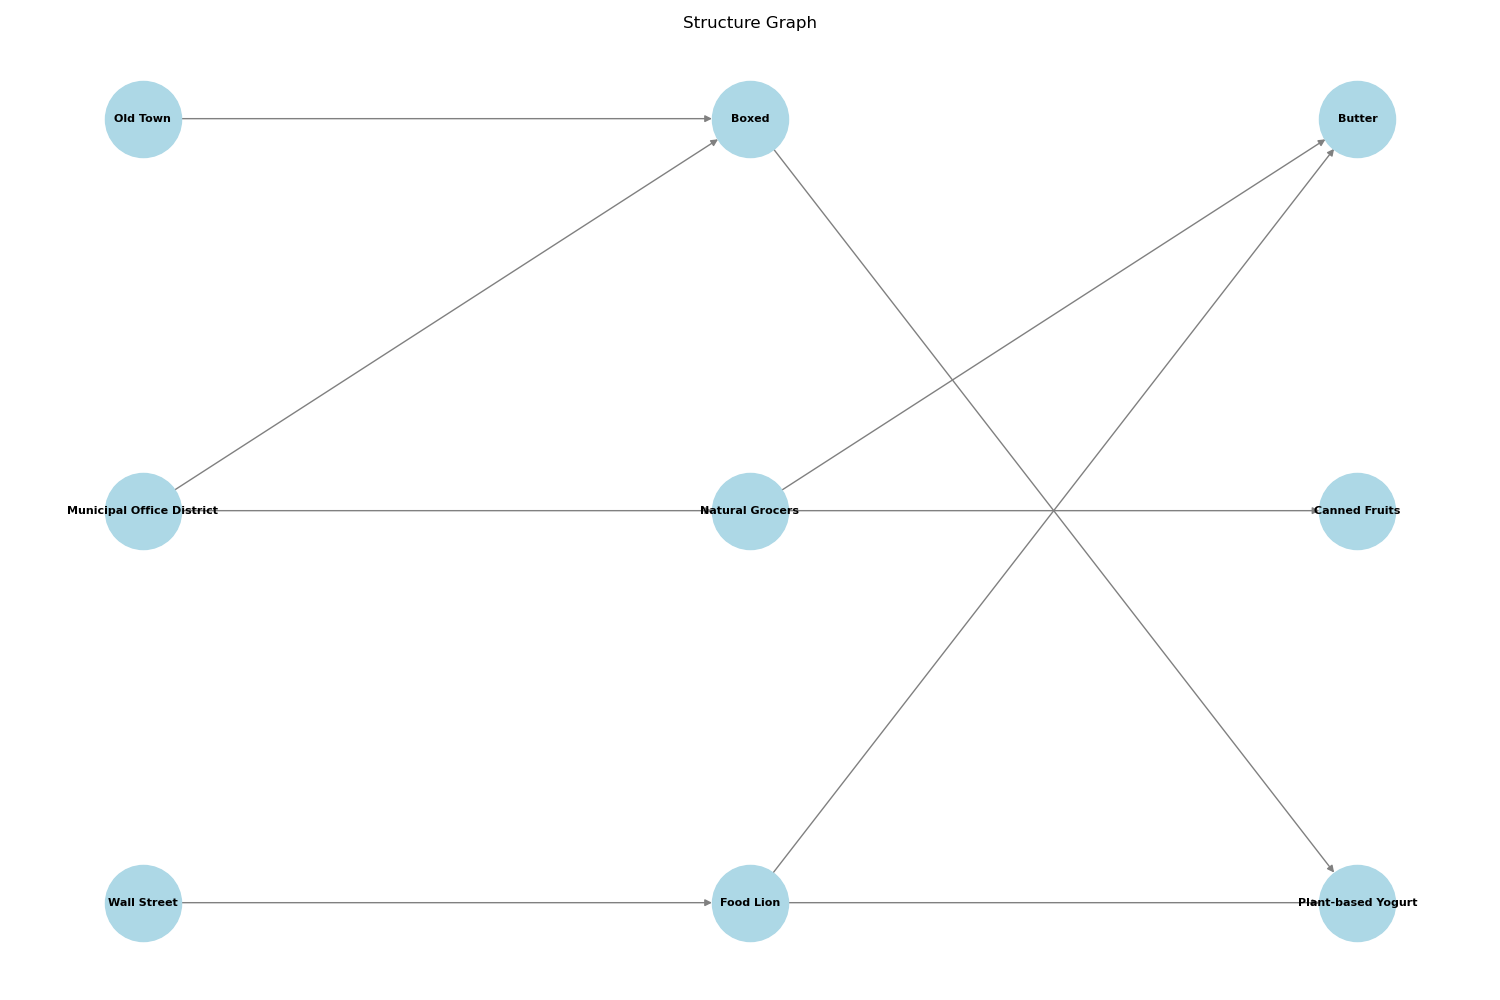 Structure Graph
Old Town
Boxed
Butter
Municipal Office District
Natural Grocers
Canned Fruits
Wall Street
Food Lion
Plant-based Yogurt